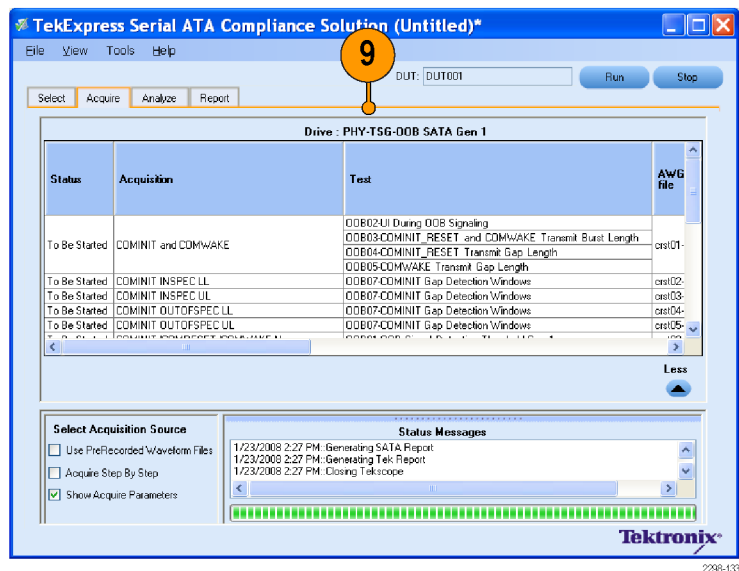 TekExpress Serial ATA Compliance Solution (Untitled)*
File View Tools Help
9
DUT: DUT001 Run Stop
Select Acquire Analyze Report
Drive : PHY-TSG-OOB SATA Gen 1
Status Acquisition Test AWG file
OOB02-UI During OOB Signaling
OOB03-COMINIT_RESET and COMWAKE Transmit Burst Length
To Be Started COMINIT and COMWAKE crst01-
OOB04-COMINIT_RESET Transmit Gap Length
OOB05-COMWAKE Transmit Gap Length
To Be Started COMINIT INSPEC LL OOB07-COMINIT Gap Detection Windows crst02-
To Be Started COMINIT INSPEC UL OOB07-COMINIT Gap Detection Windows crst03-
To Be Started COMINIT OUTOFSPEC LL OOB07-COMINIT Gap Detection Windows crst04-
To Be Started COMINIT OUTOFSPEC UL OOB07-COMINIT Gap Detection Windows crst05-
Less
Select Acquisition Source
Use PreRecorded Waveform Files
Acquire Step By Step
Show Acquire Parameters
Status Messages
1/23/2008 2:27 PM::Generating SATA Report
1/23/2008 2:27 PM::Generating Tek Report
1/23/2008 2:27 PM::Closing Tekscope
Tektronix
2298-133